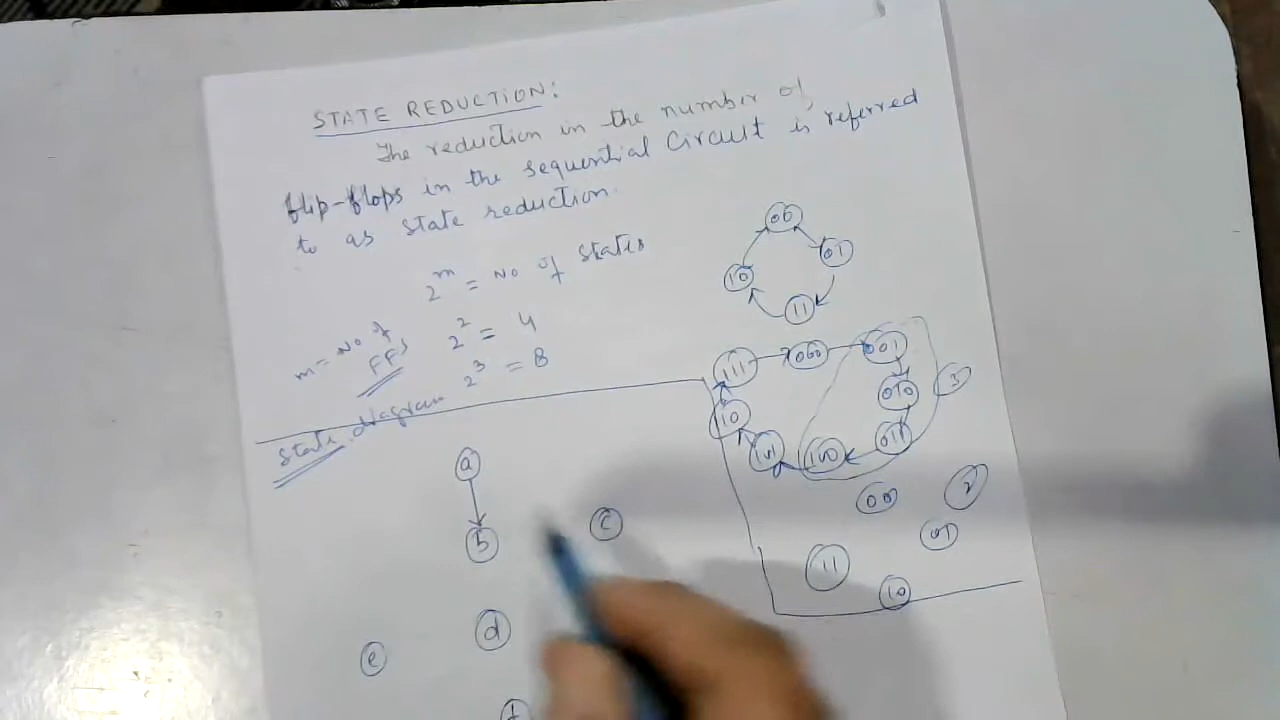 STATE REDUCTION:
The reduction in the number of
flip-flops in the sequential circuit is referred
to as state reduction.
2^m = No of states
m = No of FFs
2^2 = 4
2^3 = 8
00
01
10
11
111
000
001
010
3
10
101
100
011
State diagram
a
b
c
00
2
01
11
10
d
e
f